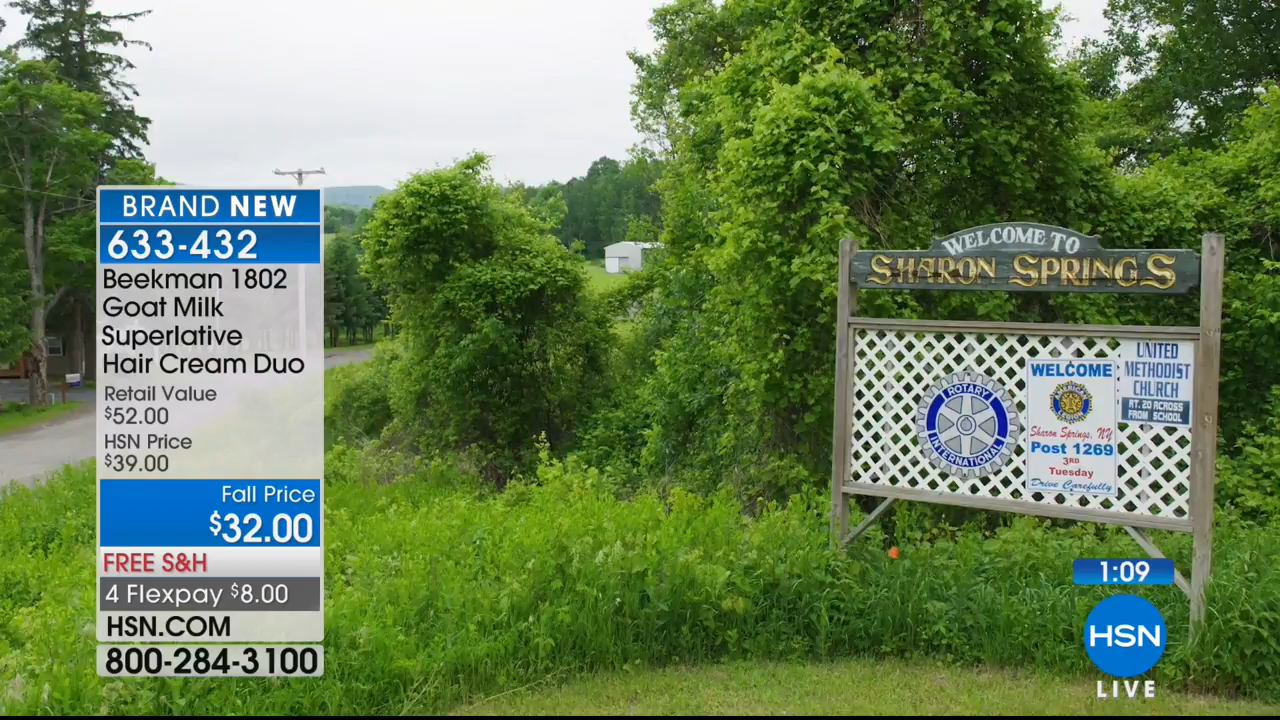 BRAND NEW
633-432
Beekman 1802
Goat Milk
Superlative
Hair Cream Duo
Retail Value
$52.00
HSN Price
$39.00
Fall Price
$32.00
FREE S&H
4 Flexpay $8.00
HSN.COM
800-284-3100
WELCOME TO
SHARON SPRINGS
ROTARY
INTERNATIONAL
WELCOME
AMERICAN
LEGION
Sharon Springs, NY
Post 1269
3RD
Tuesday
Drive Carefully
UNITED
METHODIST
CHURCH
RT. 20 ACROSS
FROM SCHOOL
1:09
HSN
LIVE